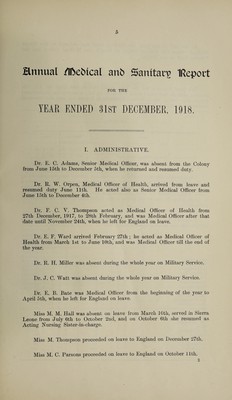 5
Annual Medical and Sanitary Report
FOR THE
YEAR ENDED 31ST DECEMBER, 1918.
I. ADMINISTRATIVE.
Dr. E. C. Adams, Senior Medical Officer, was absent from the Colony
from June 15th to December 5th, when he returned and resumed duty.
Dr. R. W. Orpen, Medical Officer of Health, arrived from leave and
resumed duty June 11th. He acted also as Senior Medical Officer from
June 15th to December 4th.
Dr. F. C. V. Thompson acted as Medical Officer of Health from
27th December, 1917, to 28th February, and was Medical Officer after that
date until November 24th, when he left for England on leave.
Dr. E. F. Ward arrived February 27th; he acted as Medical Officer of
Health from March 1st to June 10th, and was Medical Officer till the end of
the year.
Dr. R. H. Miller was absent during the whole year on Military Service.
Dr. J. C. Watt was absent during the whole year on Military Service.
Dr. E. B. Bate was Medical Officer from the beginning of the year to
April 5th, when he left for England on leave.
Miss M. M. Hall was absent on leave from March 10th, served in Sierra
Leone from July 6th to October 2nd, and on October 6th she resumed as
Acting Nursing Sister-in-charge.
Miss M. Thompson proceeded on leave to England on December 27th.
Miss M. C. Parsons proceeded on leave to England on October 14th.